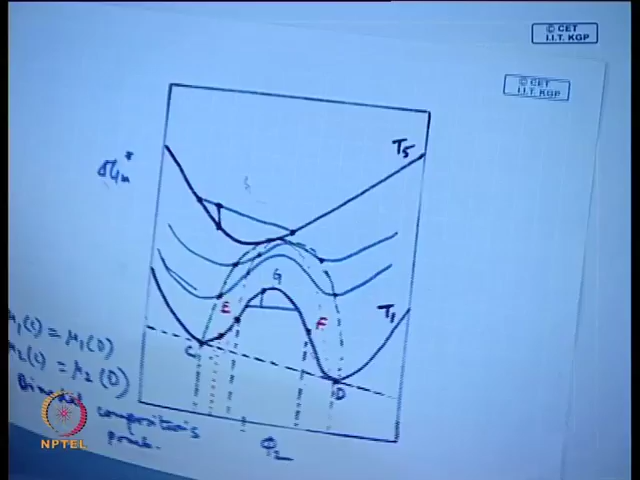 © CET
I.I.T. KGP
© CET
I.I.T. KGP
T5
G
E
F
T1
C
D
μ1(C) = μ1(D)
μ2(C) = μ2(D)
Binodal compositions
Φ2
NPTEL